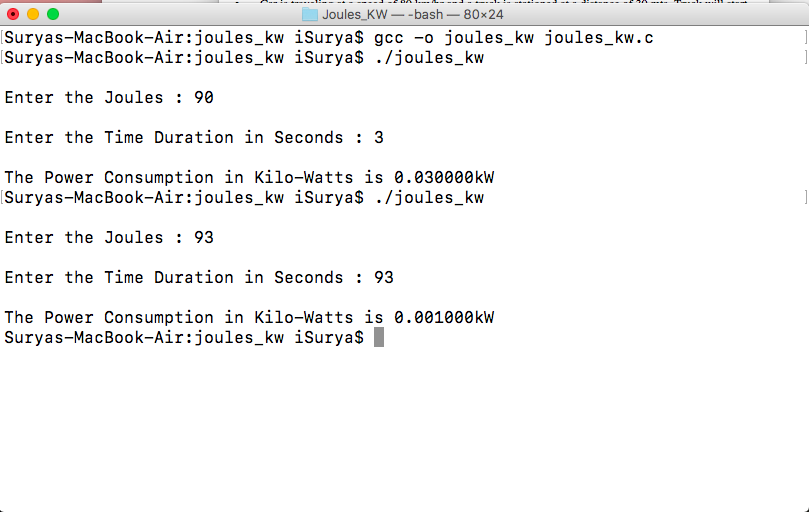 Joules_KW — -bash — 80×24
[Suryas-MacBook-Air:joules_kw iSurya$ gcc -o joules_kw joules_kw.c ]
[Suryas-MacBook-Air:joules_kw iSurya$ ./joules_kw ]
Enter the Joules : 90
Enter the Time Duration in Seconds : 3
The Power Consumption in Kilo-Watts is 0.030000kW
[Suryas-MacBook-Air:joules_kw iSurya$ ./joules_kw ]
Enter the Joules : 93
Enter the Time Duration in Seconds : 93
The Power Consumption in Kilo-Watts is 0.001000kW
Suryas-MacBook-Air:joules_kw iSurya$